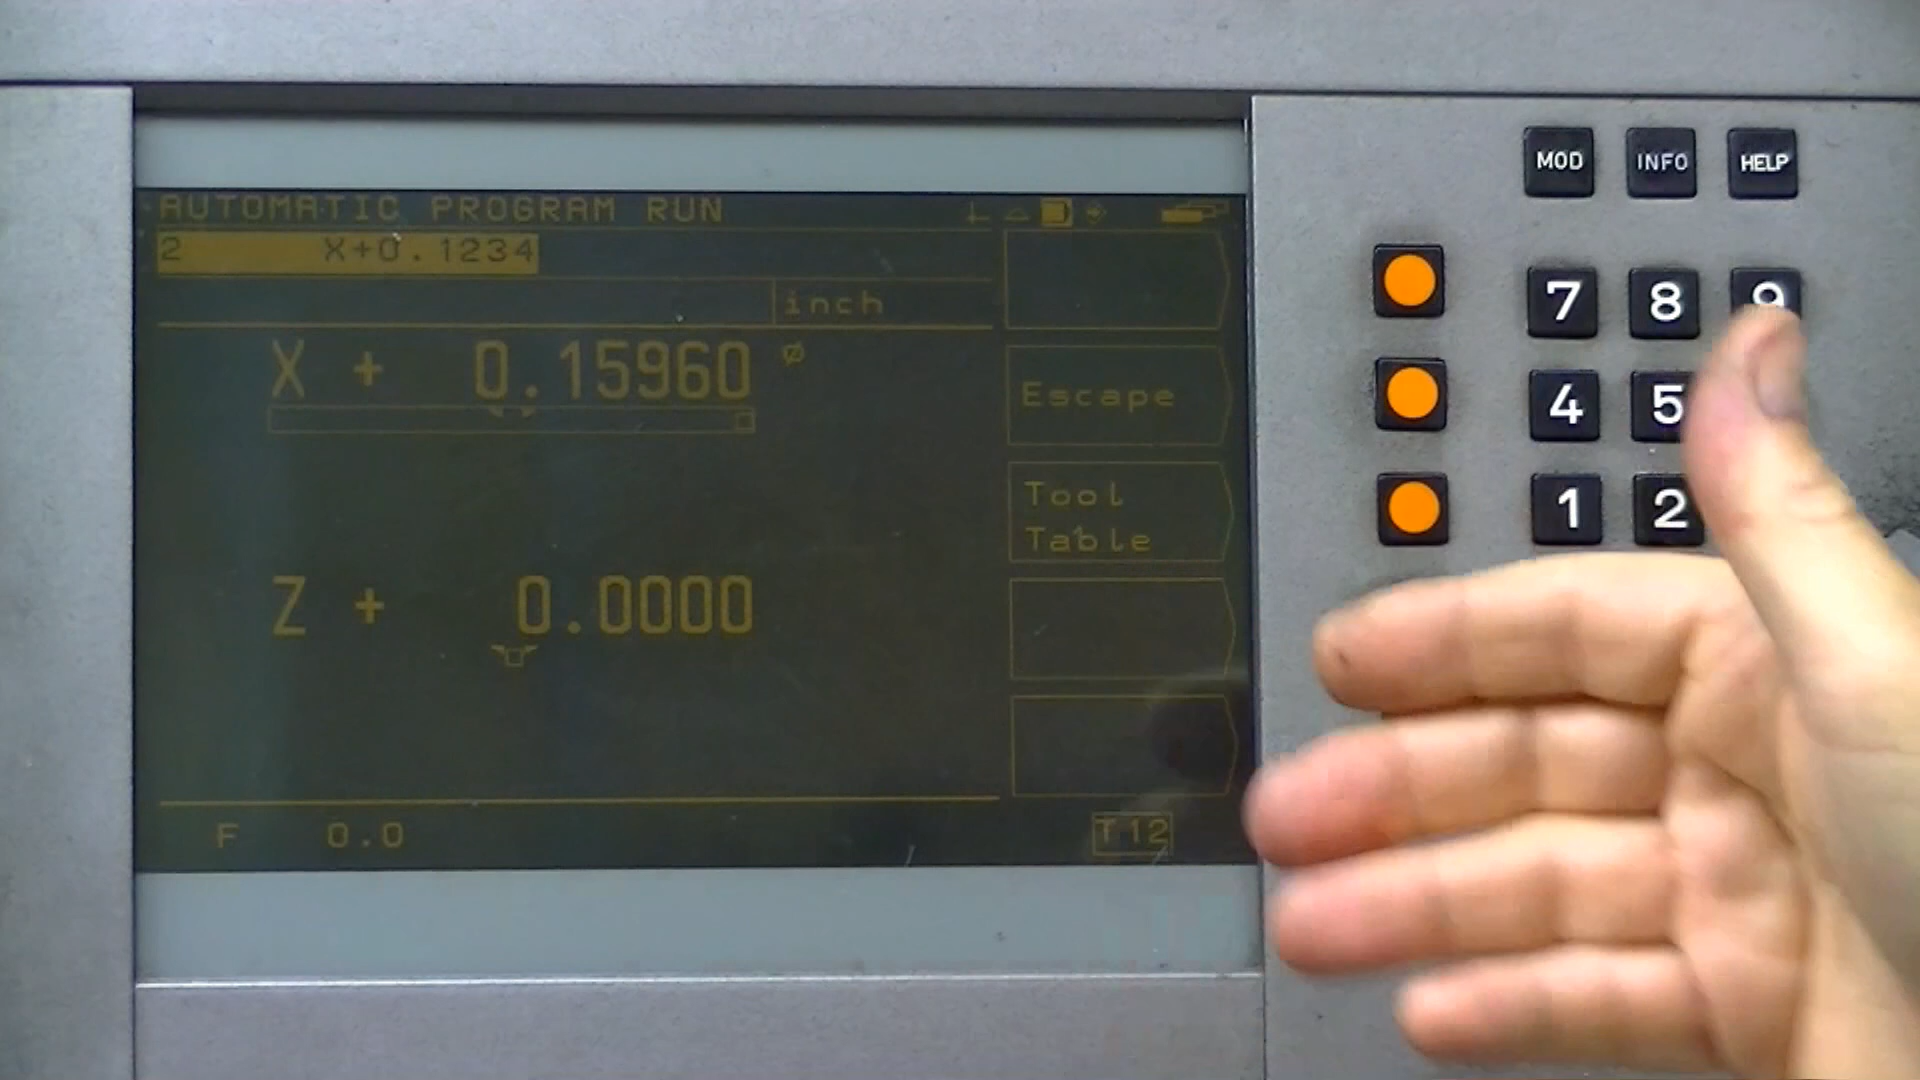 AUTOMATIC PROGRAM RUN
2 X+0.1234
inch
X + 0.15960 Ø
Escape
Tool
Table
Z + 0.0000
F 0.0
T 12
MOD INFO HELP
7 8 9
4 5
1 2